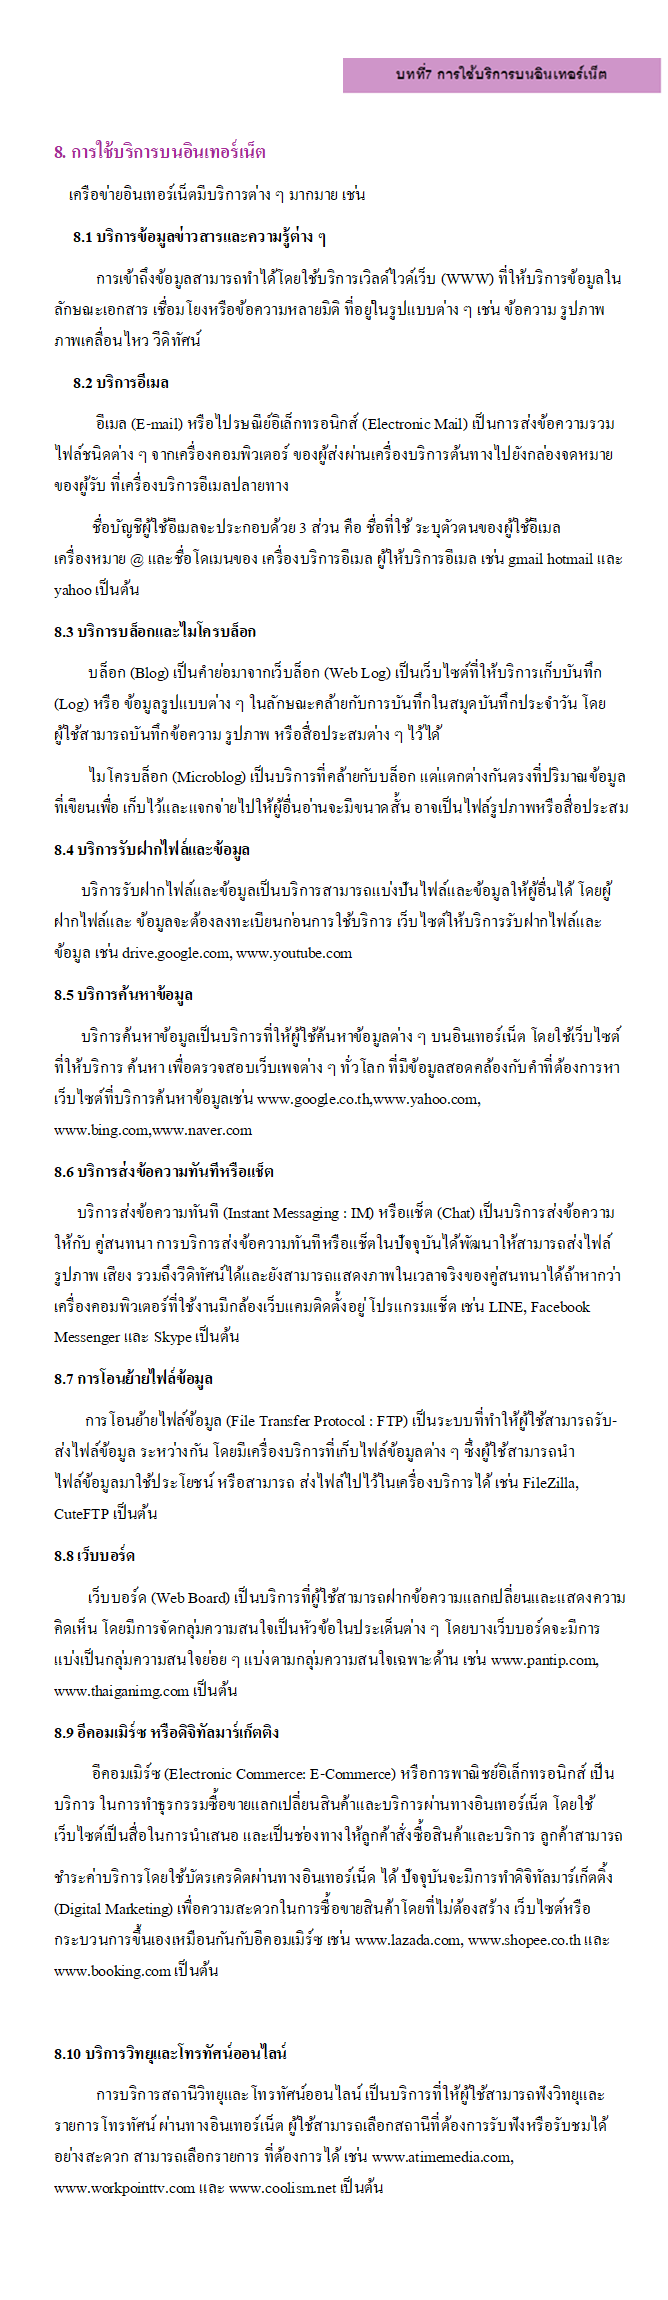 บทที่7 การใช้บริการบนอินเทอร์เน็ต
8. การใช้บริการบนอินเทอร์เน็ต
เครือข่ายอินเทอร์เน็ตมีบริการต่าง ๆ มากมาย เช่น
8.1 บริการข้อมูลข่าวสารและความรู้ต่าง ๆ
การเข้าถึงข้อมูลสามารถทำได้โดยใช้บริการเวิลด์ไวด์เว็บ (WWW) ที่ให้บริการข้อมูลใน
ลักษณะเอกสาร เชื่อมโยงหรือข้อความหลายมิติ ที่อยู่ในรูปแบบต่าง ๆ เช่น ข้อความ รูปภาพ
ภาพเคลื่อนไหว วีดิทัศน์
8.2 บริการอีเมล
อีเมล (E-mail) หรือไปรษณีย์อิเล็กทรอนิกส์ (Electronic Mail) เป็นการส่งข้อความรวม
ไฟล์ชนิดต่าง ๆ จากเครื่องคอมพิวเตอร์ ของผู้ส่งผ่านเครื่องบริการต้นทางไปยังกล่องจดหมาย
ของผู้รับ ที่เครื่องบริการอีเมลปลายทาง
ชื่อบัญชีผู้ใช้อีเมลจะประกอบด้วย 3 ส่วน คือ ชื่อที่ใช้ ระบุตัวตนของผู้ใช้อีเมล
เครื่องหมาย @ และชื่อโดเมนของ เครื่องบริการอีเมล ผู้ให้บริการอีเมล เช่น gmail hotmail และ
yahoo เป็นต้น
8.3 บริการบล็อกและไมโครบล็อก
บล็อก (Blog) เป็นคำย่อมาจากเว็บล็อก (Web Log) เป็นเว็บไซต์ที่ให้บริการเก็บบันทึก
(Log) หรือ ข้อมูลรูปแบบต่าง ๆ ในลักษณะคล้ายกับการบันทึกในสมุดบันทึกประจำวัน โดย
ผู้ใช้สามารถบันทึกข้อความ รูปภาพ หรือสื่อประสมต่าง ๆ ไว้ได้
ไมโครบล็อก (Microblog) เป็นบริการที่คล้ายกับบล็อก แต่แตกต่างกันตรงที่ปริมาณข้อมูล
ที่เขียนเพื่อ เก็บไว้และแจกจ่ายไปให้ผู้อื่นอ่านจะมีขนาดสั้น อาจเป็นไฟล์รูปภาพหรือสื่อประสม
8.4 บริการรับฝากไฟล์และข้อมูล
บริการรับฝากไฟล์และข้อมูลเป็นบริการสามารถแบ่งปันไฟล์และข้อมูลให้ผู้อื่นได้ โดยผู้
ฝากไฟล์และ ข้อมูลจะต้องลงทะเบียนก่อนการใช้บริการ เว็บไซต์ให้บริการรับฝากไฟล์และ
ข้อมูล เช่น drive.google.com, www.youtube.com
8.5 บริการค้นหาข้อมูล
บริการค้นหาข้อมูลเป็นบริการที่ให้ผู้ใช้ค้นหาข้อมูลต่าง ๆ บนอินเทอร์เน็ต โดยใช้เว็บไซต์
ที่ให้บริการ ค้นหา เพื่อตรวจสอบเว็บเพจต่าง ๆ ทั่วโลก ที่มีข้อมูลสอดคล้องกับคำที่ต้องการหา
เว็บไซต์ที่บริการค้นหาข้อมูลเช่น www.google.co.th,www.yahoo.com,
www.bing.com,www.naver.com
8.6 บริการส่งข้อความทันทีหรือแช็ต
บริการส่งข้อความทันที (Instant Messaging : IM) หรือแช็ต (Chat) เป็นบริการส่งข้อความ
ให้กับ คู่สนทนา การบริการส่งข้อความทันทีหรือแช็ตในปัจจุบันได้พัฒนาให้สามารถส่งไฟล์
รูปภาพ เสียง รวมถึงวีดิทัศน์ได้และยังสามารถแสดงภาพในเวลาจริงของคู่สนทนาได้ถ้าหากว่า
เครื่องคอมพิวเตอร์ที่ใช้งานมีกล้องเว็บแคมติดตั้งอยู่ โปรแกรมแช็ต เช่น LINE, Facebook
Messenger และ Skype เป็นต้น
8.7 การโอนย้ายไฟล์ข้อมูล
การโอนย้ายไฟล์ข้อมูล (File Transfer Protocol : FTP) เป็นระบบที่ทำให้ผู้ใช้สามารถรับ-
ส่งไฟล์ข้อมูล ระหว่างกัน โดยมีเครื่องบริการที่เก็บไฟล์ข้อมูลต่าง ๆ ซึ้งผู้ใช้สามารถนำ
ไฟล์ข้อมูลมาใช้ประโยชน์ หรือสามารถ ส่งไฟล์ไปไว้ในเครื่องบริการได้ เช่น FileZilla,
CuteFTP เป็นต้น
8.8 เว็บบอร์ด
เว็บบอร์ด (Web Board) เป็นบริการที่ผู้ใช้สามารถฝากข้อความแลกเปลี่ยนและแสดงความ
คิดเห็น โดยมีการจัดกลุ่มความสนใจเป็นหัวข้อในประเด็นต่าง ๆ โดยบางเว็บบอร์ดจะมีการ
แบ่งเป็นกลุ่มความสนใจย่อย ๆ แบ่งตามกลุ่มความสนใจเฉพาะด้าน เช่น www.pantip.com,
www.thaiganimg.com เป็นต้น
8.9 อีคอมเมิร์ซ หรือดิจิทัลมาร์เก็ตติง
อีคอมเมิร์ซ (Electronic Commerce: E-Commerce) หรือการพาณิชย์อิเล็กทรอนิกส์ เป็น
บริการ ในการทำธุรกรรมซื้อขายแลกเปลี่ยนสินค้าและบริการผ่านทางอินเทอร์เน็ต โดยใช้
เว็บไซต์เป็นสื่อในการนำเสนอ และเป็นช่องทางให้ลูกค้าสั่งซื้อสินค้าและบริการ ลูกค้าสามารถ
ชำระค่าบริการโดยใช้บัตรเครดิตผ่านทางอินเทอร์เน็ด ได้ ปัจจุบันจะมีการทำดิจิทัลมาร์เก็ตติ้ง
(Digital Marketing) เพื่อความสะดวกในการซื้อขายสินค้าโดยที่ไม่ต้องสร้าง เว็บไซต์หรือ
กระบวนการขึ้นเองเหมือนกันกับอีคอมเมิร์ซ เช่น www.lazada.com, www.shopee.co.th และ
www.booking.com เป็นต้น
8.10 บริการวิทยุและโทรทัศน์ออนไลน์
การบริการสถานีวิทยุและโทรทัศน์ออนไลน์ เป็นบริการที่ให้ผู้ใช้สามารถฟังวิทยุและ
รายการโทรทัศน์ ผ่านทางอินเทอร์เน็ต ผู้ใช้สามารถเลือกสถานีที่ต้องการรับฟังหรือรับชมได้
อย่างสะดวก สามารถเลือกรายการ ที่ต้องการได้ เช่น www.atimemedia.com,
www.workpointtv.com และ www.coolism.net เป็นต้น